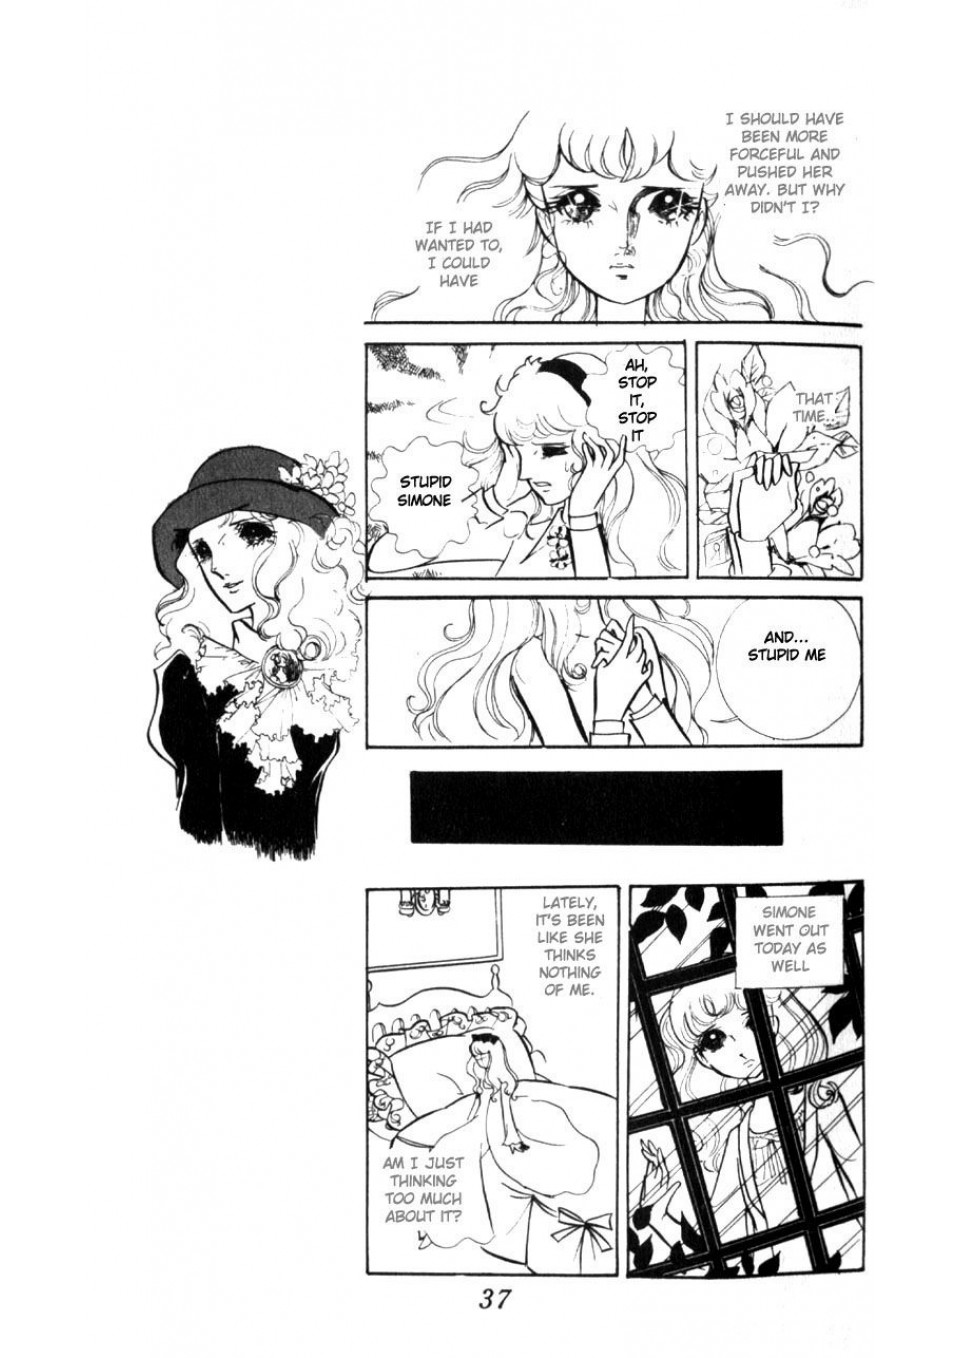 I SHOULD HAVE
BEEN MORE
FORCEFUL AND
PUSHED HER
AWAY. BUT WHY
DIDN'T I?
IF I HAD
WANTED TO,
I COULD
HAVE
THAT
TIME...
AH,
STOP
IT,
STOP
IT
STUPID
SIMONE
AND...
STUPID ME
SIMONE
WENT OUT
TODAY AS
WELL
LATELY,
IT'S BEEN
LIKE SHE
THINKS
NOTHING
OF ME.
AM I JUST
THINKING
TOO MUCH
ABOUT IT?
37